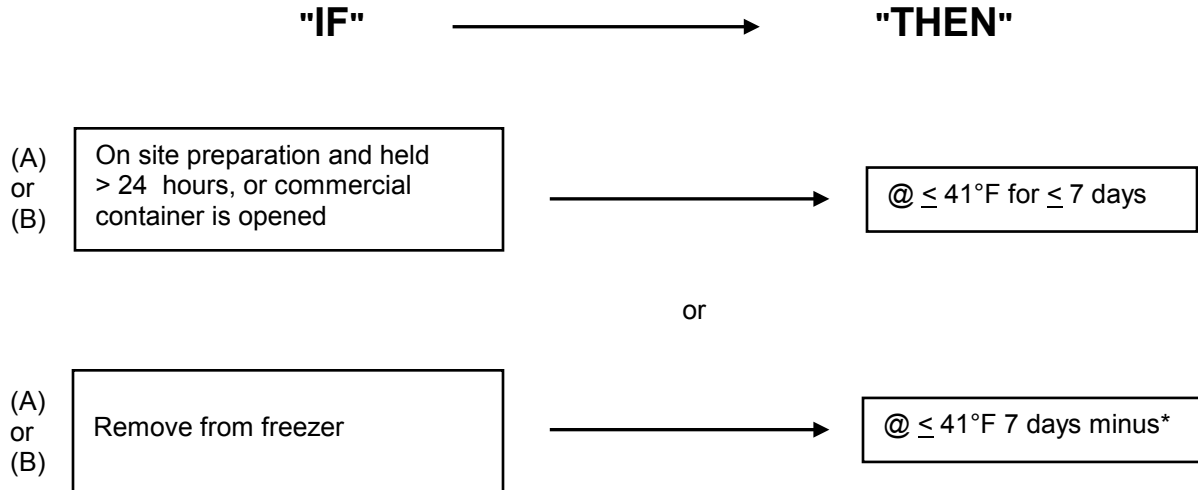 "IF" "THEN"
(A)
or
(B)
On site preparation and held
> 24 hours, or commercial
container is opened
@ < 41°F for < 7 days
or
(A)
or
(B)
Remove from freezer
@ < 41°F 7 days minus*